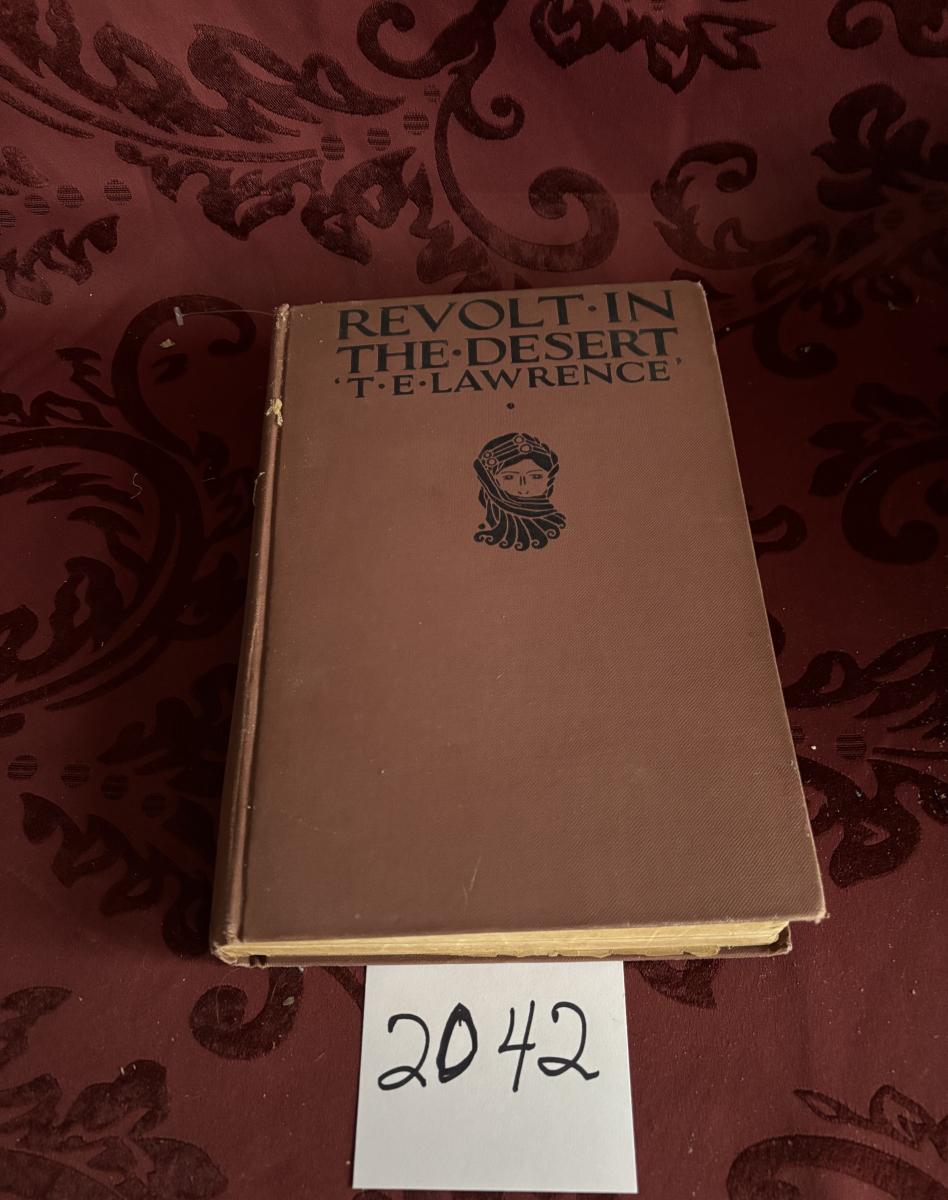 REVOLT·IN
THE·DESERT
'T·E·LAWRENCE'
2042